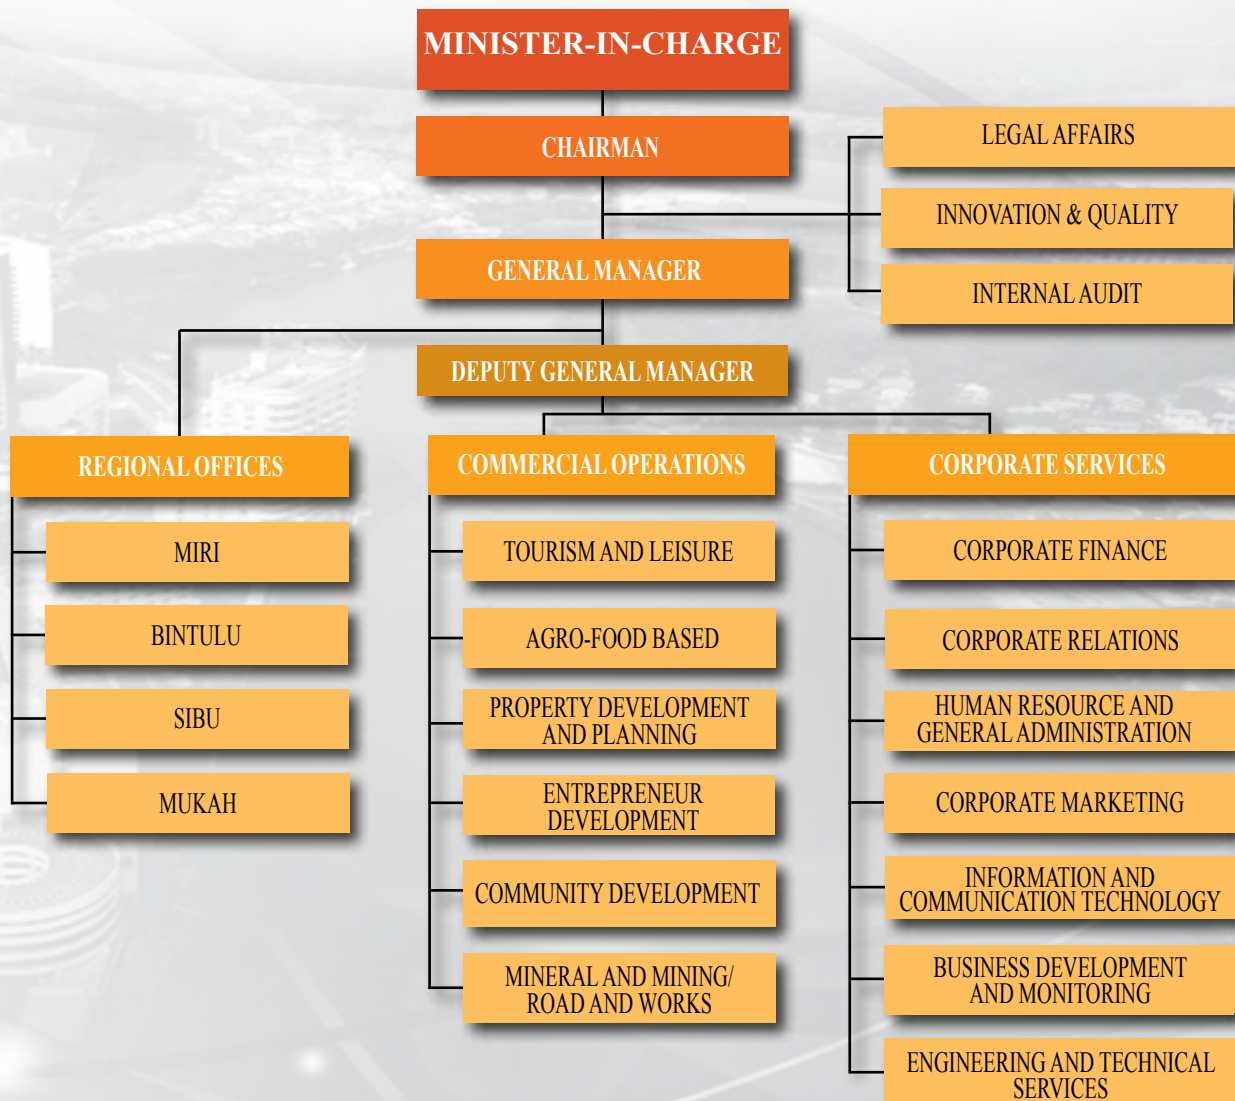 MINISTER-IN-CHARGE
CHAIRMAN
LEGAL AFFAIRS
INNOVATION & QUALITY
INTERNAL AUDIT
GENERAL MANAGER
DEPUTY GENERAL MANAGER
REGIONAL OFFICES
MIRI
BINTULU
SIBU
MUKAH
COMMERCIAL OPERATIONS
TOURISM AND LEISURE
AGRO-FOOD BASED
PROPERTY DEVELOPMENT
AND PLANNING
ENTREPRENEUR
DEVELOPMENT
COMMUNITY DEVELOPMENT
MINERAL AND MINING/
ROAD AND WORKS
CORPORATE SERVICES
CORPORATE FINANCE
CORPORATE RELATIONS
HUMAN RESOURCE AND
GENERAL ADMINISTRATION
CORPORATE MARKETING
INFORMATION AND
COMMUNICATION TECHNOLOGY
BUSINESS DEVELOPMENT
AND MONITORING
ENGINEERING AND TECHNICAL
SERVICES